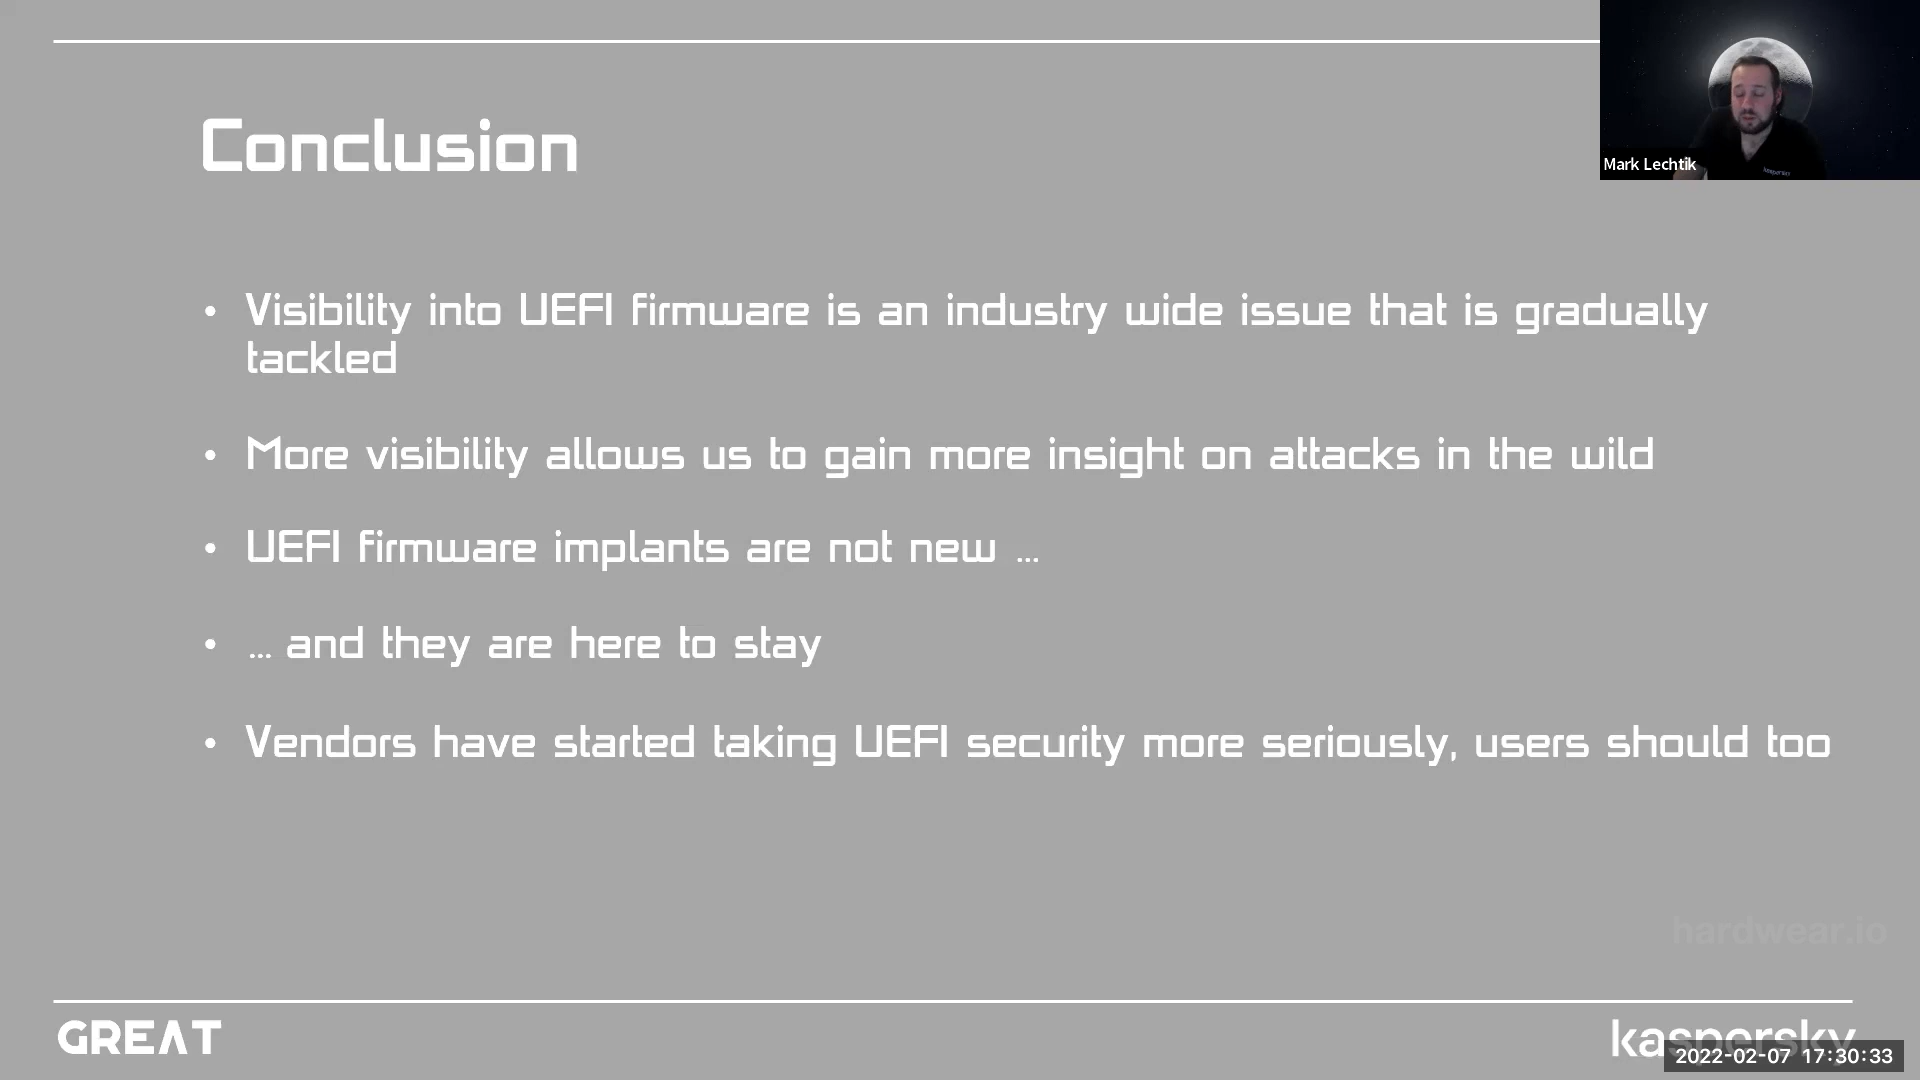 Conclusion
Mark Lechtik
kaspersky
• Visibility into UEFI firmware is an industry wide issue that is gradually
tackled
• More visibility allows us to gain more insight on attacks in the wild
• UEFI firmware implants are not new ...
• ... and they are here to stay
• Vendors have started taking UEFI security more seriously, users should too
hardwear.io
GREAT
kaspersky
2022-02-07 17:30:33